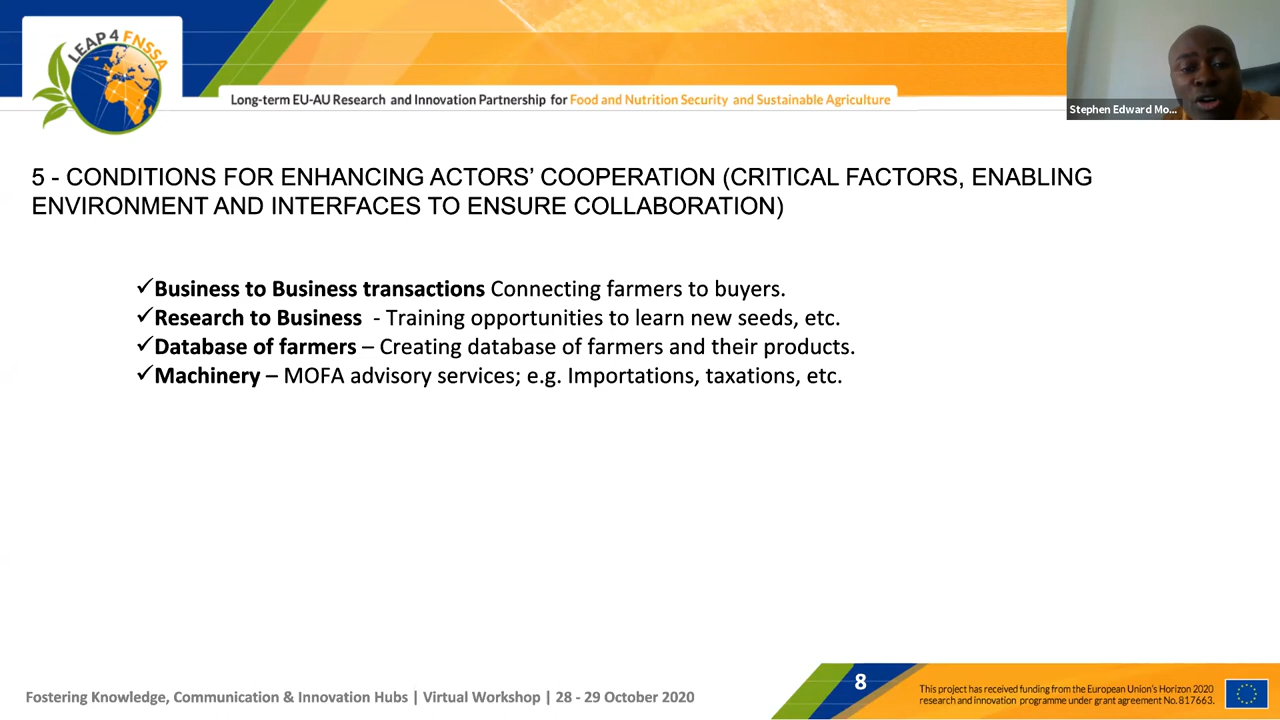 LEAP 4 FNSSA
Long-term EU-AU Research and Innovation Partnership for Food and Nutrition Security and Sustainable Agriculture
Stephen Edward Mo...
5 - CONDITIONS FOR ENHANCING ACTORS’ COOPERATION (CRITICAL FACTORS, ENABLING
ENVIRONMENT AND INTERFACES TO ENSURE COLLABORATION)
✓Business to Business transactions Connecting farmers to buyers.
✓Research to Business - Training opportunities to learn new seeds, etc.
✓Database of farmers – Creating database of farmers and their products.
✓Machinery – MOFA advisory services; e.g. Importations, taxations, etc.
Fostering Knowledge, Communication & Innovation Hubs | Virtual Workshop | 28 - 29 October 2020
8
This project has received funding from the European Union's Horizon 2020
research and innovation programme under grant agreement No. 817663.